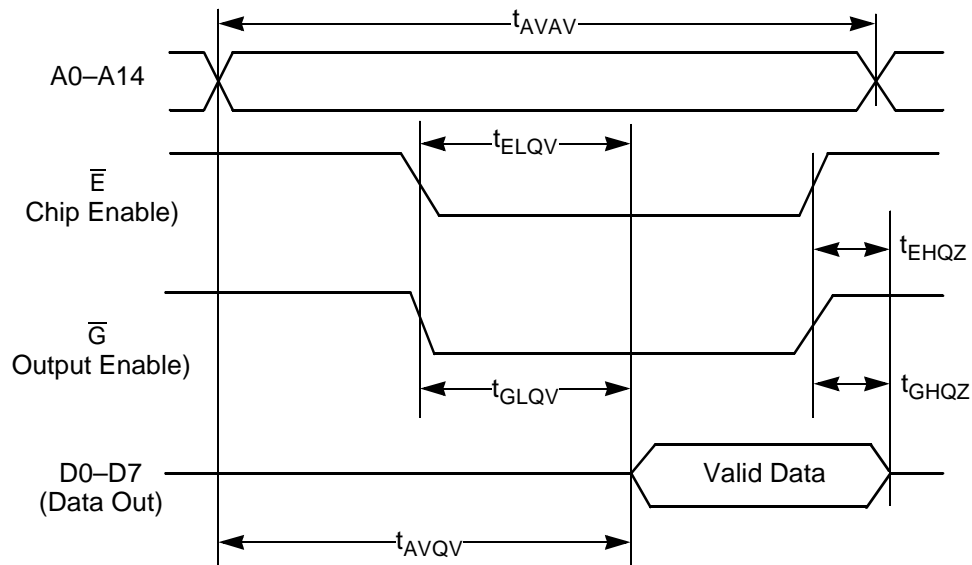 tAVAV
A0–A14
tELQV
E̅
Chip Enable)
tEHQZ
G̅
Output Enable)
tGLQV
tGHQZ
D0–D7
(Data Out)
Valid Data
tAVQV